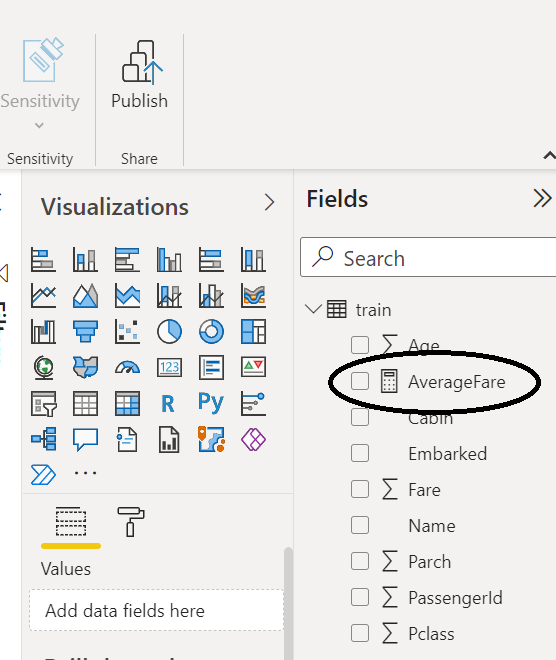 Sensitivity
Publish
Sensitivity
Share
Visualizations
Fields
Search
train
Age
AverageFare
Cabin
Embarked
Fare
Name
Parch
PassengerId
Pclass
123
R
Py
Values
Add data fields here